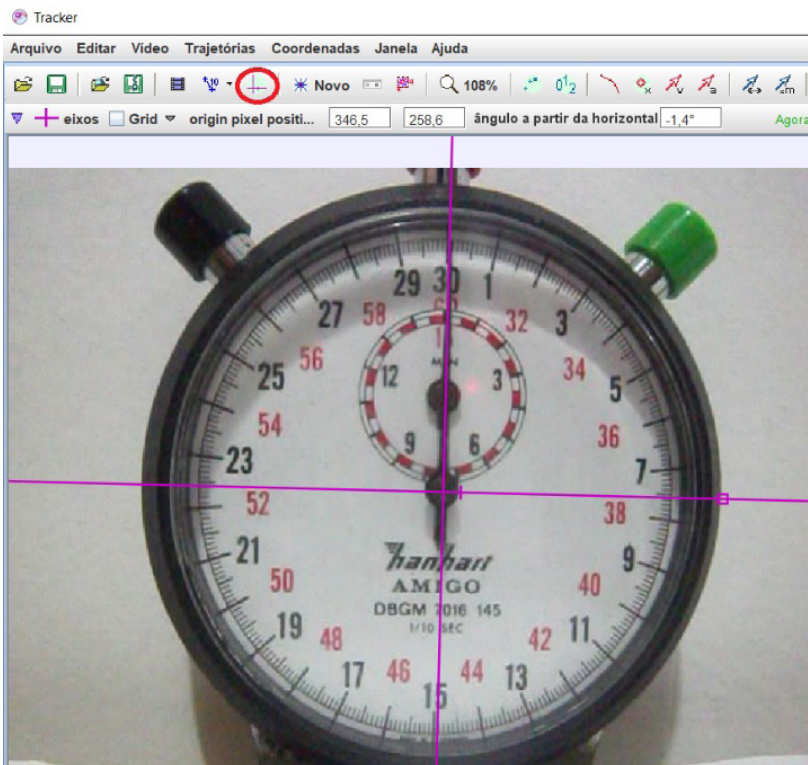 Tracker
Arquivo Editar Vídeo Trajetórias Coordenadas Janela Ajuda
Novo 108%
eixos Grid origin pixel positi... 346,5 258,6 ângulo a partir da horizontal -1,4° Agora
29 30 1
58 60 32
27 3
MIN
56 34
25 12 3 5
54 9 6 36
23 7
52 38
hanhart
21 9
AMIGO
50 40
DBGM 7016 145
1/10 SEC
19 48 42 11
17 46 44 13
15